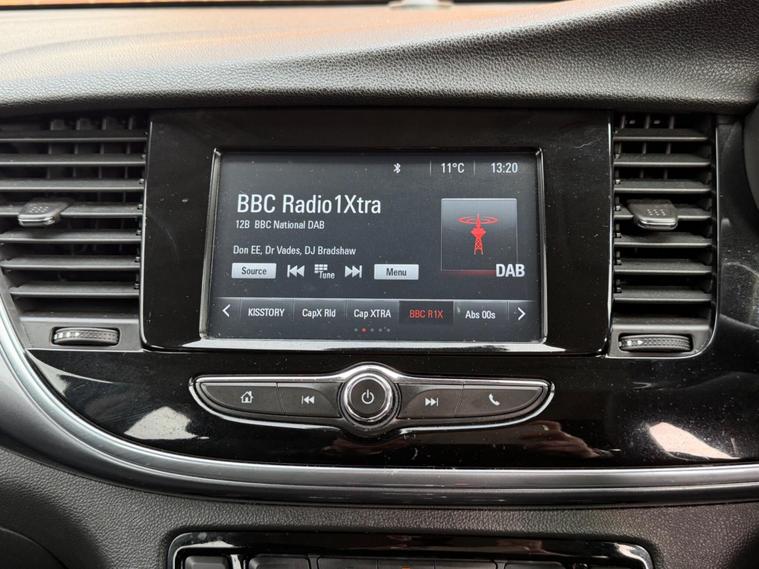 11°C 13:20
BBC Radio1Xtra
12B BBC National DAB
Don EE, Dr Vades, DJ Bradshaw
Source Tune Menu
DAB
KISSTORY CapX Rld Cap XTRA BBC R1X Abs 00s